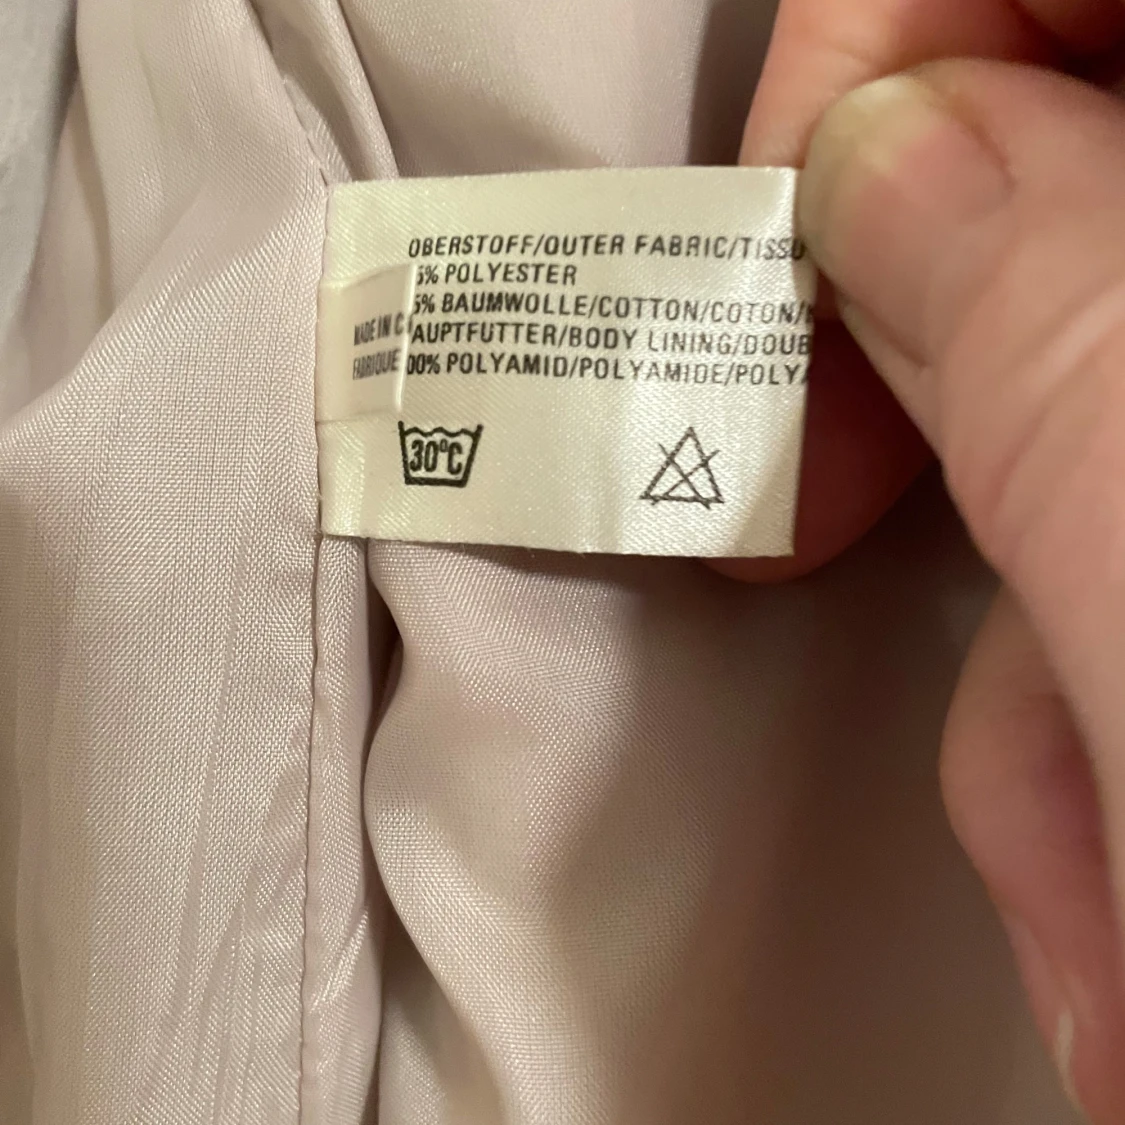 OBERSTOFF/OUTER FABRIC/TISSU
5% POLYESTER
5% BAUMWOLLE/COTTON/COTON/
AUPTFUTTER/BODY LINING/DOUB
00% POLYAMID/POLYAMIDE/POLYA
MADE IN C
FABRIQUE
30°C